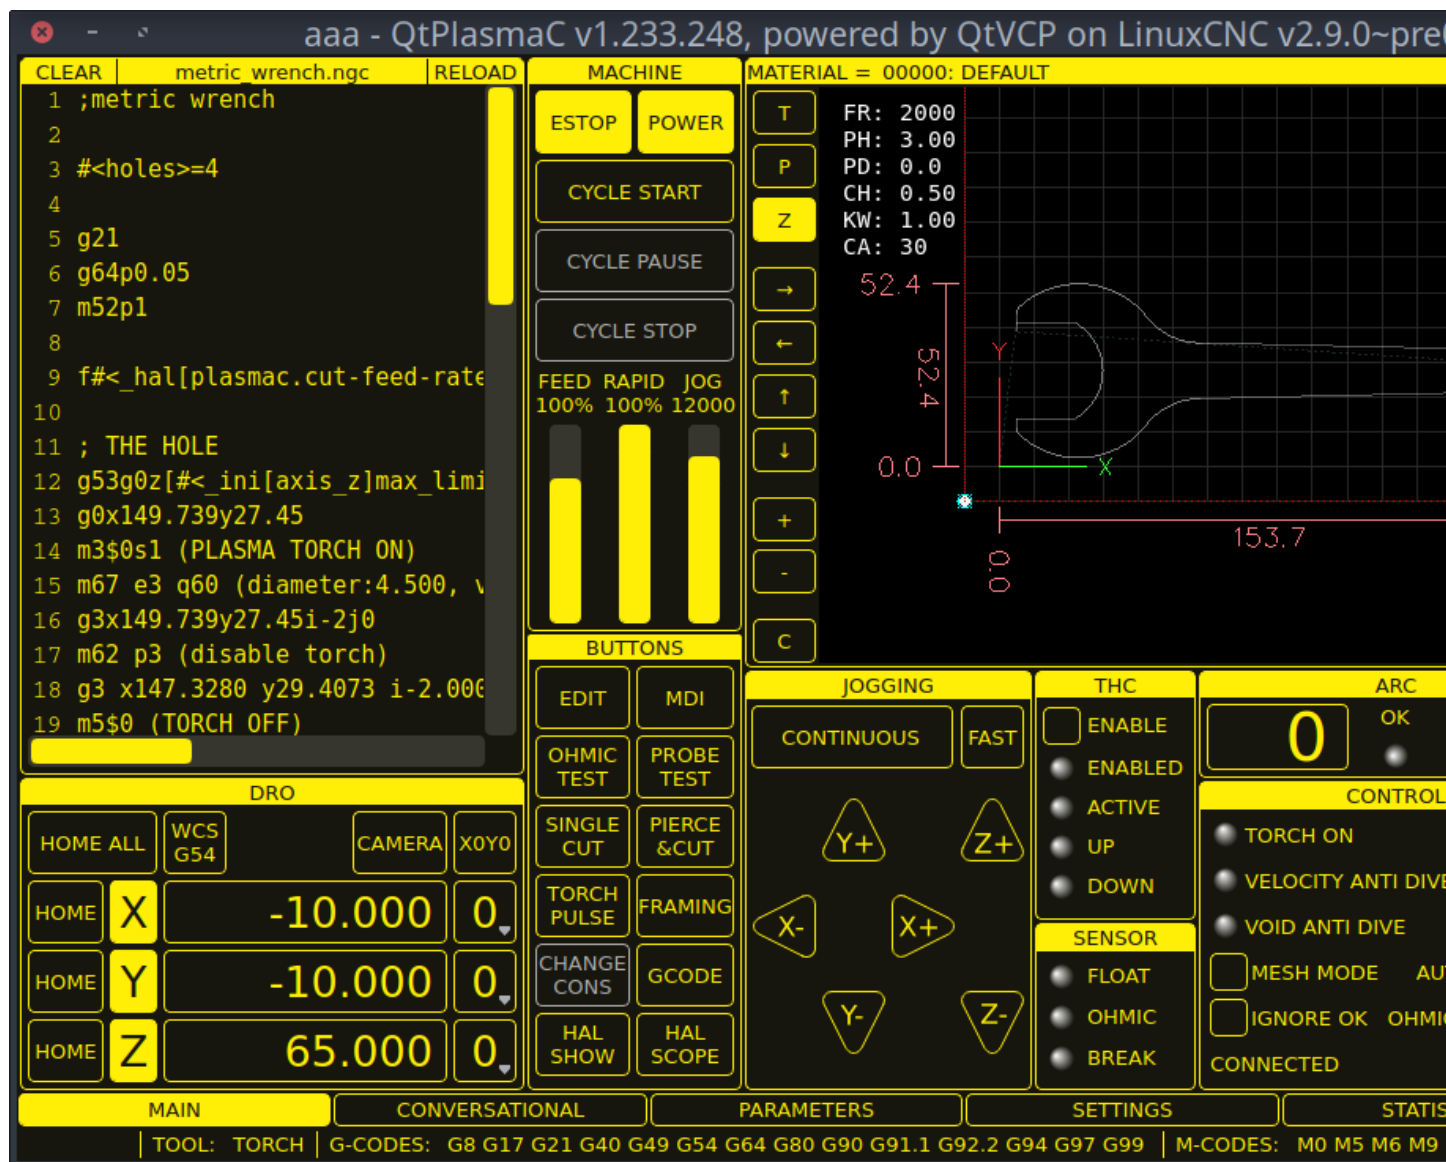 aaa - QtPlasmaC v1.233.248, powered by QtVCP on LinuxCNC v2.9.0~pre
CLEAR metric_wrench.ngc RELOAD
1 ;metric wrench
2
3 #<holes>=4
4
5 g21
6 g64p0.05
7 m52p1
8
9 f#<_hal[plasmac.cut-feed-rate
10
11 ; THE HOLE
12 g53g0z[#<_ini[axis_z]max_limi
13 g0x149.739y27.45
14 m3$0s1 (PLASMA TORCH ON)
15 m67 e3 q60 (diameter:4.500, v
16 g3x149.739y27.45i-2j0
17 m62 p3 (disable torch)
18 g3 x147.3280 y29.4073 i-2.000
19 m5$0 (TORCH OFF)
DRO
HOME ALL
WCS
G54
CAMERA
X0Y0
HOME X -10.000 0
HOME Y -10.000 0
HOME Z 65.000 0
MACHINE
ESTOP POWER
CYCLE START
CYCLE PAUSE
CYCLE STOP
FEED RAPID JOG
100% 100% 12000
BUTTONS
EDIT
MDI
OHMIC
TEST
PROBE
TEST
SINGLE
CUT
PIERCE
&CUT
TORCH
PULSE
FRAMING
CHANGE
CONS
GCODE
HAL
SHOW
HAL
SCOPE
MATERIAL = 00000: DEFAULT
T
P
Z
→
←
↑
↓
+
-
C
FR: 2000
PH: 3.00
PD: 0.0
CH: 0.50
KW: 1.00
CA: 30
52.4
52.4
0.0
Y
X
153.7
0.0
JOGGING
CONTINUOUS FAST
Y+ Z+
X- X+
Y- Z-
THC
ENABLE
ENABLED
ACTIVE
UP
DOWN
SENSOR
FLOAT
OHMIC
BREAK
ARC
0
OK
CONTROL
TORCH ON
VELOCITY ANTI DIVE
VOID ANTI DIVE
MESH MODE AU
IGNORE OK OHMIC
CONNECTED
MAIN CONVERSATIONAL PARAMETERS SETTINGS STATIS
TOOL: TORCH G-CODES: G8 G17 G21 G40 G49 G54 G64 G80 G90 G91.1 G92.2 G94 G97 G99 M-CODES: M0 M5 M6 M9